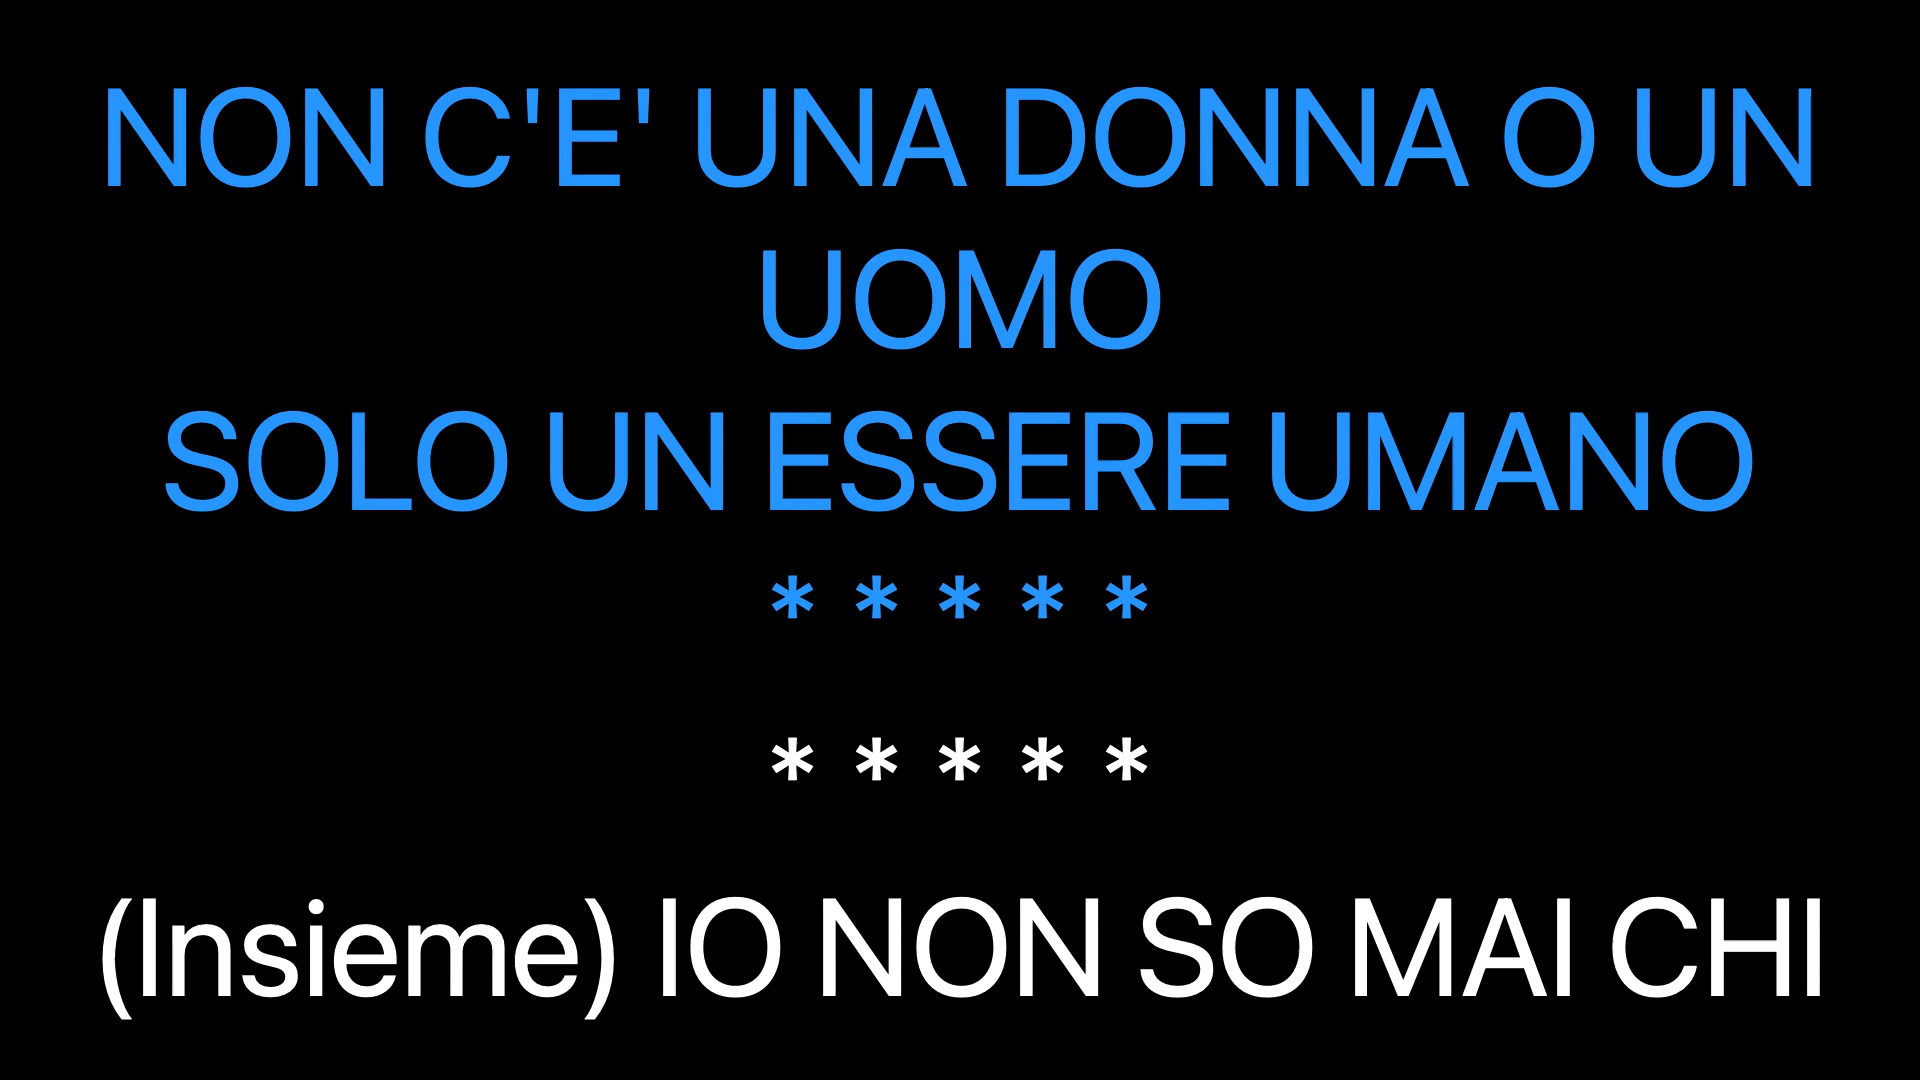 NON C'E' UNA DONNA O UN
UOMO
SOLO UN ESSERE UMANO
* * * * *
* * * * *
(Insieme) IO NON SO MAI CHI